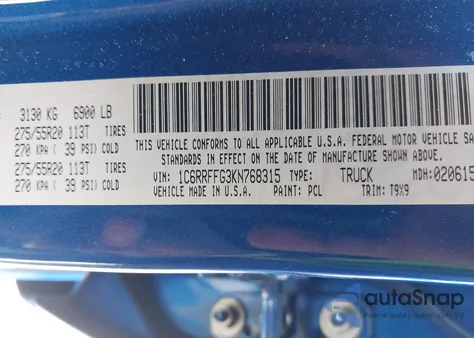 3130 KG 6900 LB
275/55R20 113T TIRES
270 KPA ( 39 PSI) COLD
275/55R20 113T TIRES
270 KPA ( 39 PSI) COLD
THIS VEHICLE CONFORMS TO ALL APPLICABLE U.S.A. FEDERAL MOTOR VEHICLE SA
STANDARDS IN EFFECT ON THE DATE OF MANUFACTURE SHOWN ABOVE.
VIN: 1C6RRFFG3KN768315 TYPE: TRUCK MDH: 020615
VEHICLE MADE IN U.S.A. PAINT: PCL TRIM: T9X9
autoSnap